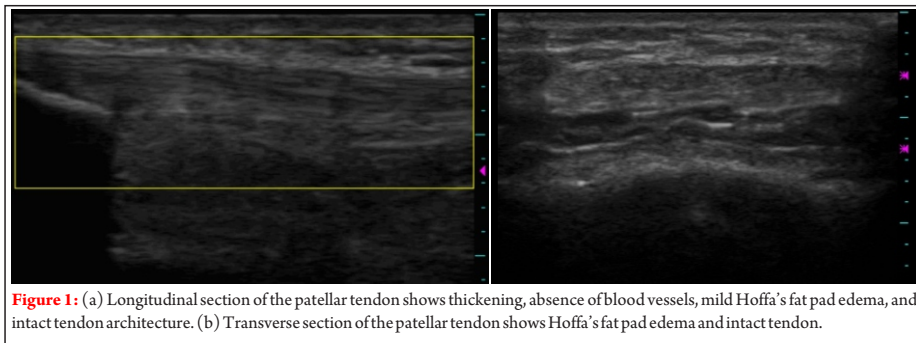 Figure 1: (a) Longitudinal section of the patellar tendon shows thickening, absence of blood vessels, mild Hoffa's fat pad edema, and
intact tendon architecture. (b) Transverse section of the patellar tendon shows Hoffa's fat pad edema and intact tendon.